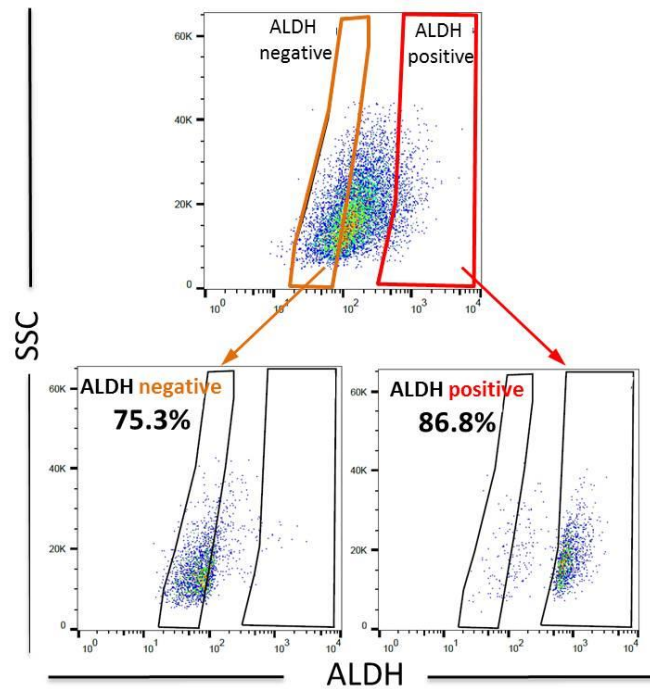 ALDH
negative
ALDH
positive
60K
40K
20K
0
10^0
10^1
10^2
10^3
10^4
SSC
ALDH negative
75.3%
60K
40K
20K
0
10^0
10^1
10^2
10^3
10^4
ALDH positive
86.8%
60K
40K
20K
0
10^0
10^1
10^2
10^3
10^4
ALDH